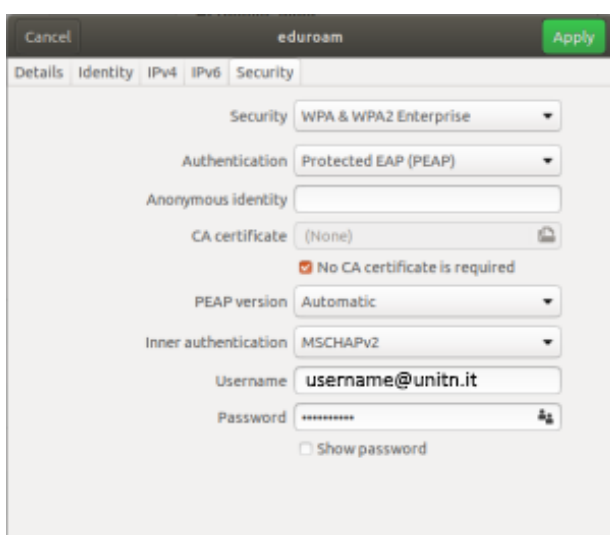 Cancel eduroam Apply
Details Identity IPv4 IPv6 Security
Security WPA & WPA2 Enterprise
Authentication Protected EAP (PEAP)
Anonymous identity
CA certificate (None)
No CA certificate is required
PEAP version Automatic
Inner authentication MSCHAPv2
Username username@unitn.it
Password ••••••••••
Show password